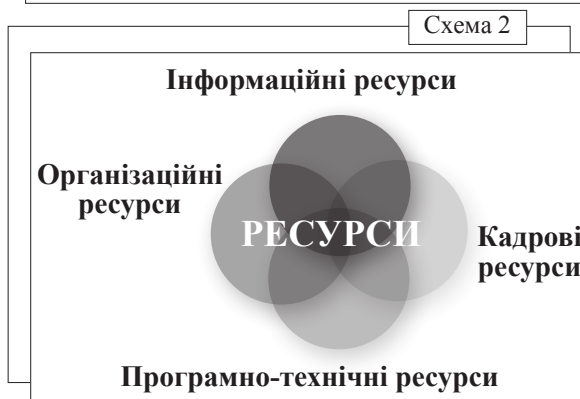 Схема 2
Інформаційні ресурси
Організаційні
ресурси
РЕСУРСИ
Кадрові
ресурси
Програмно-технічні ресурси